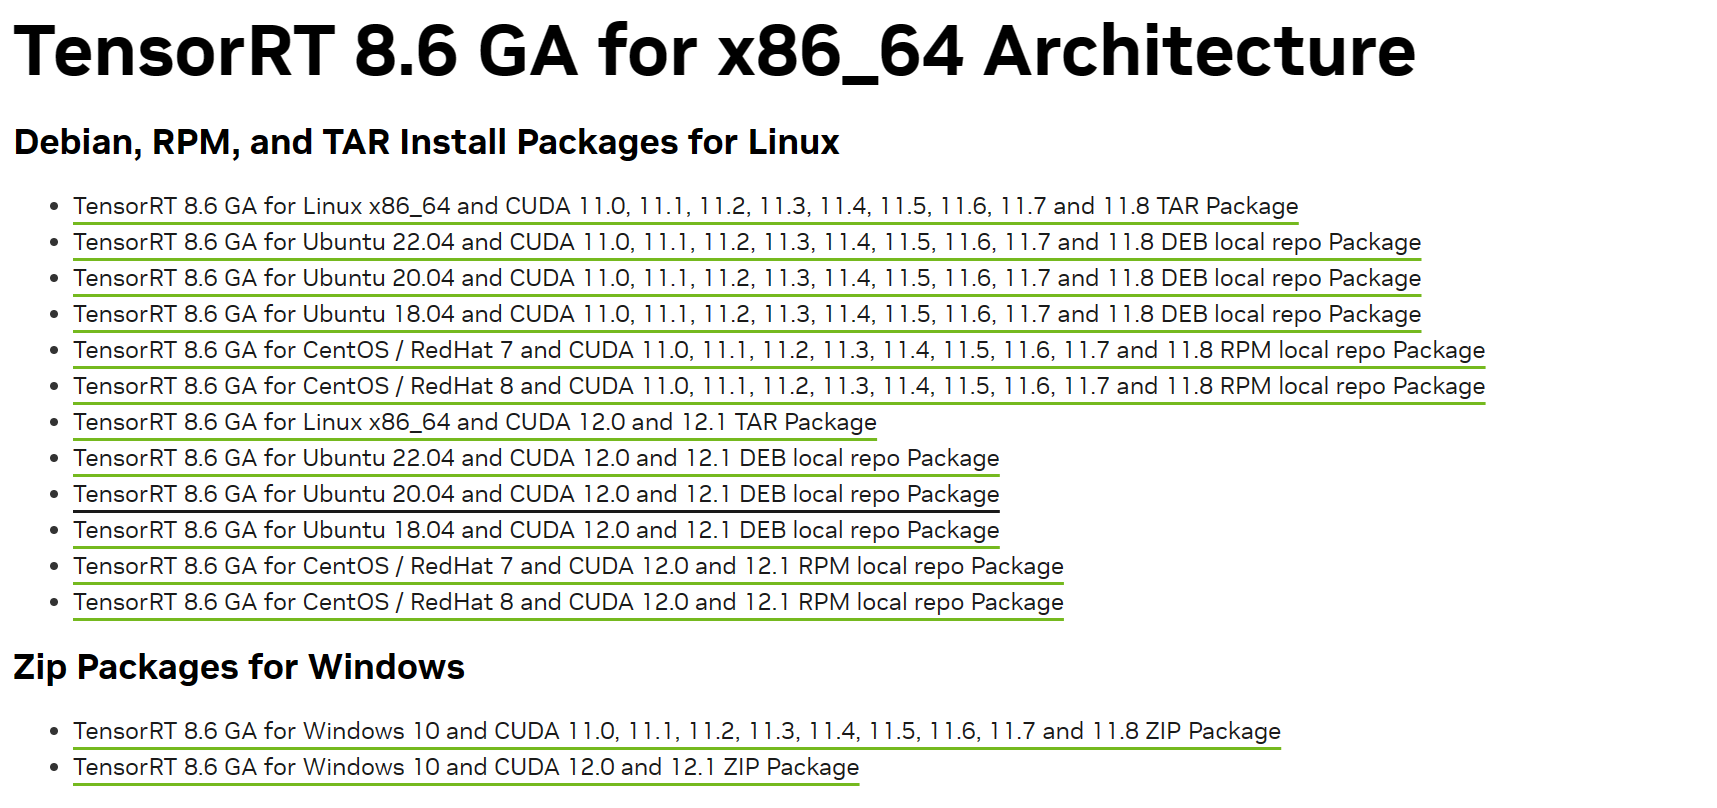 TensorRT 8.6 GA for x86_64 Architecture
Debian, RPM, and TAR Install Packages for Linux
TensorRT 8.6 GA for Linux x86_64 and CUDA 11.0, 11.1, 11.2, 11.3, 11.4, 11.5, 11.6, 11.7 and 11.8 TAR Package
TensorRT 8.6 GA for Ubuntu 22.04 and CUDA 11.0, 11.1, 11.2, 11.3, 11.4, 11.5, 11.6, 11.7 and 11.8 DEB local repo Package
TensorRT 8.6 GA for Ubuntu 20.04 and CUDA 11.0, 11.1, 11.2, 11.3, 11.4, 11.5, 11.6, 11.7 and 11.8 DEB local repo Package
TensorRT 8.6 GA for Ubuntu 18.04 and CUDA 11.0, 11.1, 11.2, 11.3, 11.4, 11.5, 11.6, 11.7 and 11.8 DEB local repo Package
TensorRT 8.6 GA for CentOS / RedHat 7 and CUDA 11.0, 11.1, 11.2, 11.3, 11.4, 11.5, 11.6, 11.7 and 11.8 RPM local repo Package
TensorRT 8.6 GA for CentOS / RedHat 8 and CUDA 11.0, 11.1, 11.2, 11.3, 11.4, 11.5, 11.6, 11.7 and 11.8 RPM local repo Package
TensorRT 8.6 GA for Linux x86_64 and CUDA 12.0 and 12.1 TAR Package
TensorRT 8.6 GA for Ubuntu 22.04 and CUDA 12.0 and 12.1 DEB local repo Package
TensorRT 8.6 GA for Ubuntu 20.04 and CUDA 12.0 and 12.1 DEB local repo Package
TensorRT 8.6 GA for Ubuntu 18.04 and CUDA 12.0 and 12.1 DEB local repo Package
TensorRT 8.6 GA for CentOS / RedHat 7 and CUDA 12.0 and 12.1 RPM local repo Package
TensorRT 8.6 GA for CentOS / RedHat 8 and CUDA 12.0 and 12.1 RPM local repo Package
Zip Packages for Windows
TensorRT 8.6 GA for Windows 10 and CUDA 11.0, 11.1, 11.2, 11.3, 11.4, 11.5, 11.6, 11.7 and 11.8 ZIP Package
TensorRT 8.6 GA for Windows 10 and CUDA 12.0 and 12.1 ZIP Package